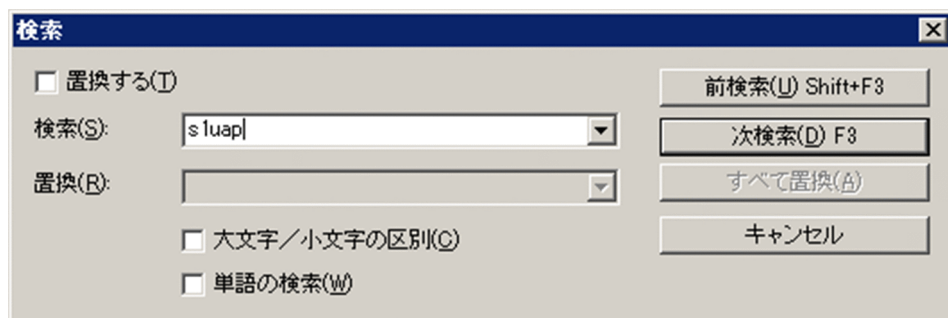 検索
置換する(T)
前検索(U) Shift+F3
検索(S):
s1uap
次検索(D) F3
置換(R):
すべて置換(A)
大文字／小文字の区別(C)
キャンセル
単語の検索(W)